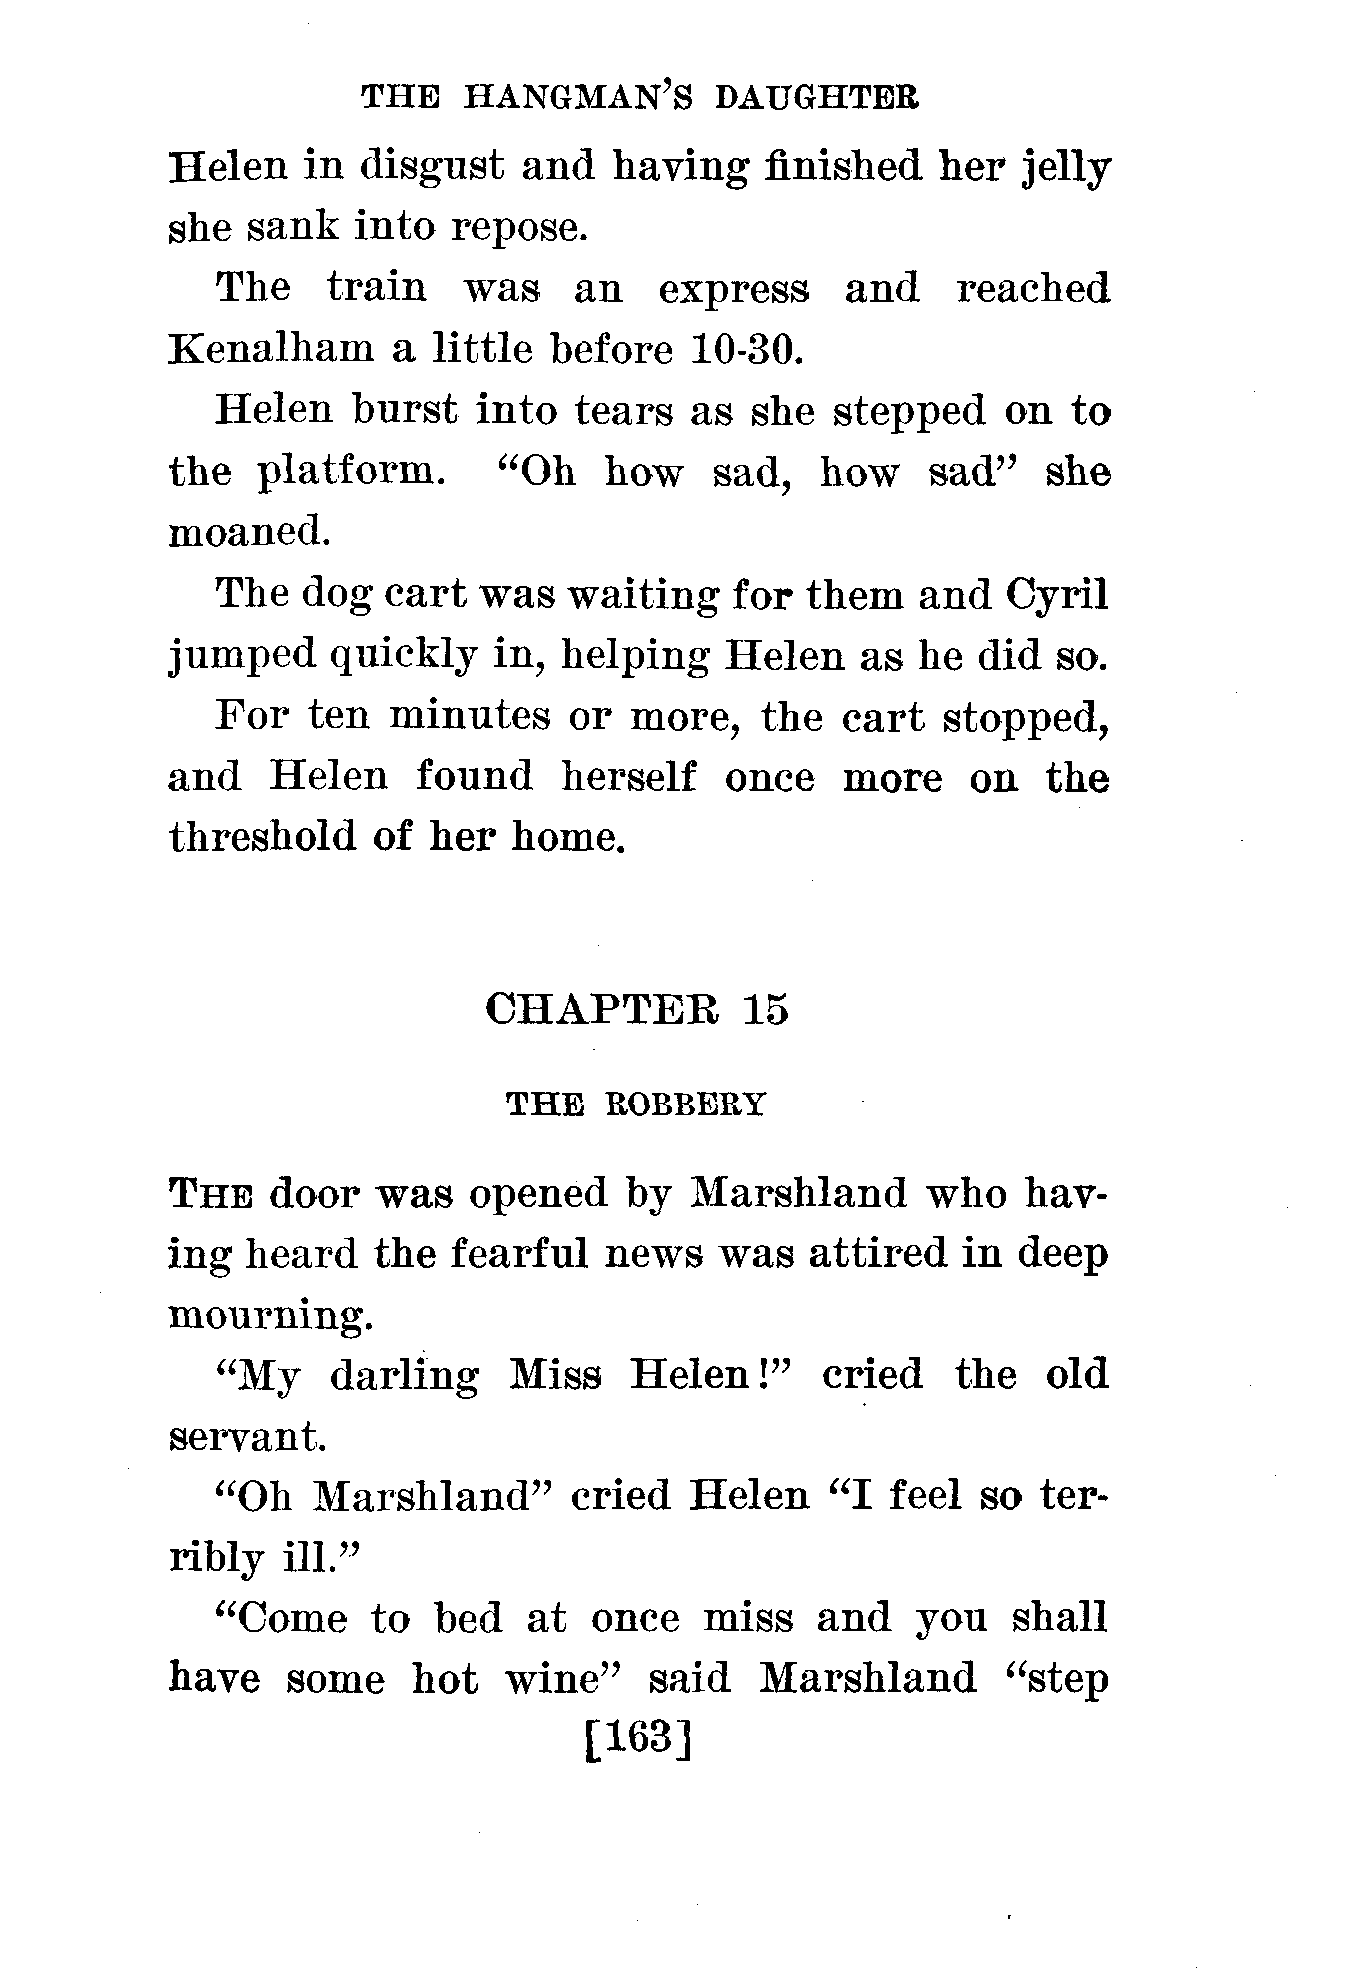 THE HANGMAN'S DAUGHTER
Helen in disgust and having finished her jelly
she sank into repose.
The train was an express and reached
Kenalham a little before 10-30.
Helen burst into tears as she stepped on to
the platform. “Oh how sad, how sad” she
moaned.
The dog cart was waiting for them and Cyril
jumped quickly in, helping Helen as he did so.
For ten minutes or more, the cart stopped,
and Helen found herself once more on the
threshold of her home.
CHAPTER 15
THE ROBBERY
THE door was opened by Marshland who hav-
ing heard the fearful news was attired in deep
mourning.
“My darling Miss Helen!” cried the old
servant.
“Oh Marshland” cried Helen “I feel so ter-
ribly ill.”
“Come to bed at once miss and you shall
have some hot wine” said Marshland “step
[163]